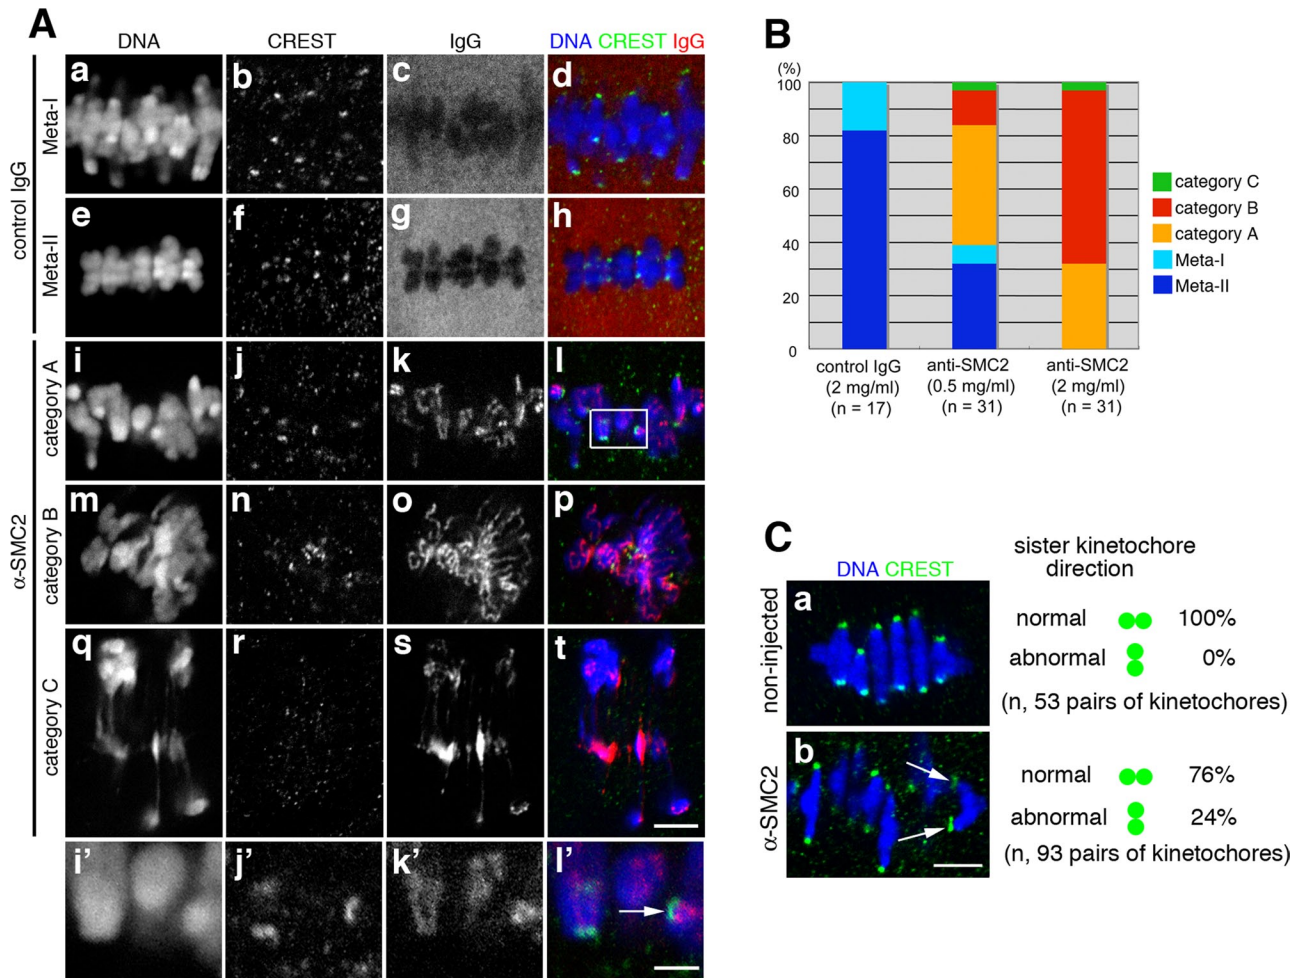 A
DNA CREST IgG DNA CREST IgG
control IgG
Meta-I
a b c d
Meta-II
e f g h
α-SMC2
category A
i j k l
category B
m n o p
category C
q r s t
i' j' k' l'
B
(%)
100
80
60
40
20
0
control IgG
(2 mg/ml)
(n = 17)
anti-SMC2
(0.5 mg/ml)
(n = 31)
anti-SMC2
(2 mg/ml)
(n = 31)
category C
category B
category A
Meta-I
Meta-II
C
DNA CREST
sister kinetochore
direction
non-injected
a
normal 100%
abnormal 0%
(n, 53 pairs of kinetochores)
α-SMC2
b
normal 76%
abnormal 24%
(n, 93 pairs of kinetochores)